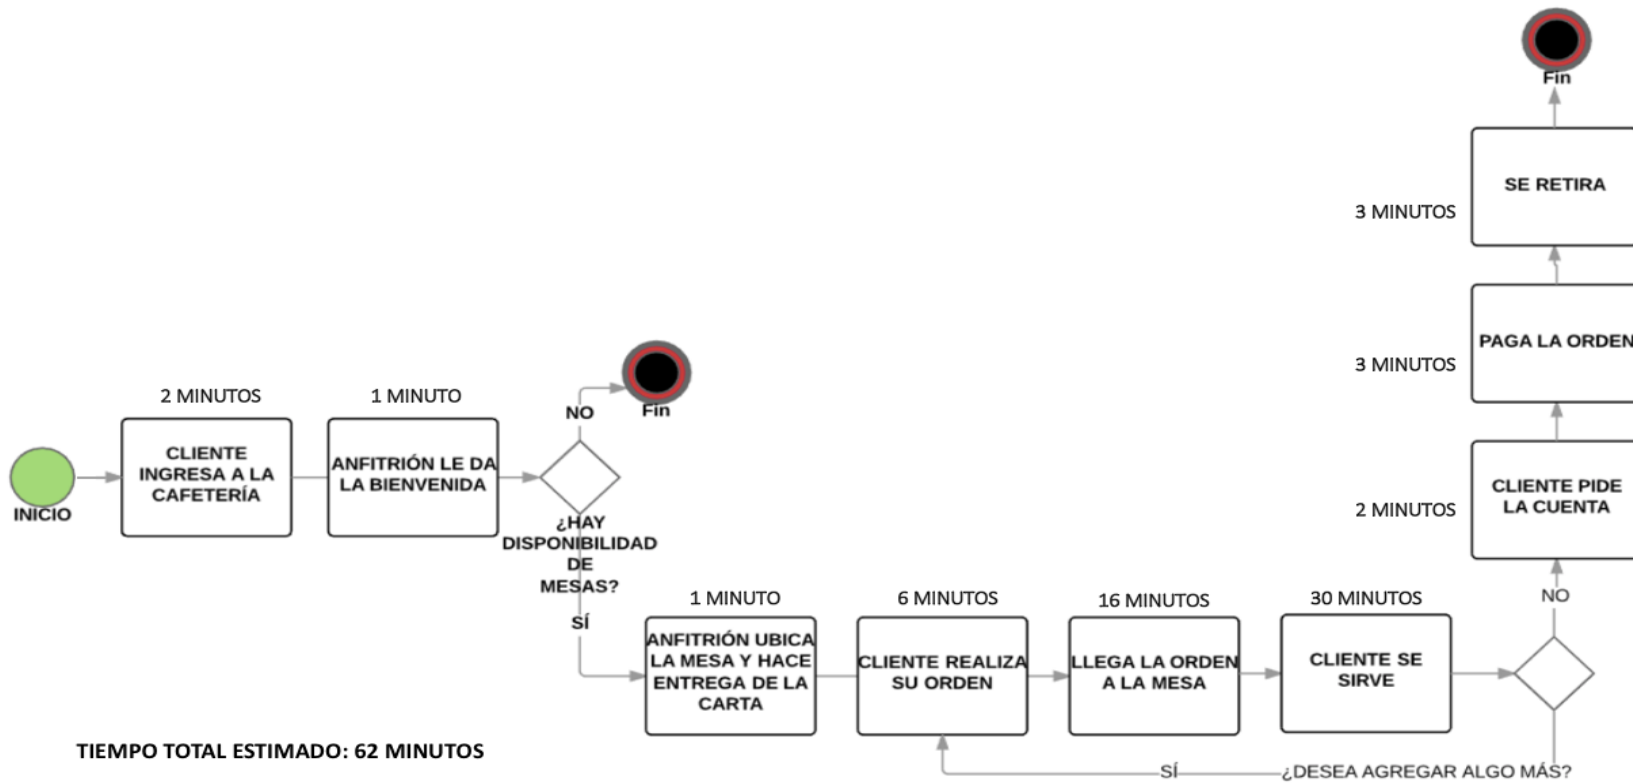 INICIO
2 MINUTOS
CLIENTE
INGRESA A LA
CAFETERÍA
1 MINUTO
ANFITRIÓN LE DA
LA BIENVENIDA
NO
Fin
¿HAY
DISPONIBILIDAD
DE
MESAS?
SÍ
1 MINUTO
ANFITRIÓN UBICA
LA MESA Y HACE
ENTREGA DE LA
CARTA
6 MINUTOS
CLIENTE REALIZA
SU ORDEN
16 MINUTOS
LLEGA LA ORDEN
A LA MESA
30 MINUTOS
CLIENTE SE
SIRVE
¿DESEA AGREGAR ALGO MÁS?
SÍ
NO
2 MINUTOS
CLIENTE PIDE
LA CUENTA
3 MINUTOS
PAGA LA ORDEN
3 MINUTOS
SE RETIRA
Fin
TIEMPO TOTAL ESTIMADO: 62 MINUTOS